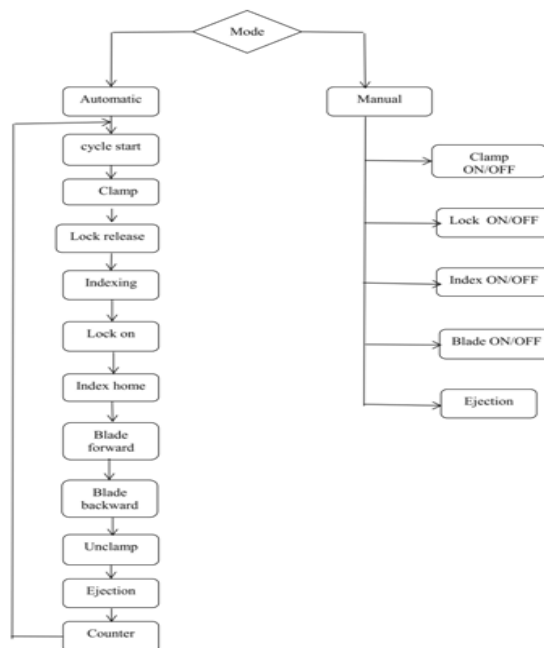 Mode
Automatic
cycle start
Clamp
Lock release
Indexing
Lock on
Index home
Blade
forward
Blade
backward
Unclamp
Ejection
Counter
Manual
Clamp
ON/OFF
Lock ON/OFF
Index ON/OFF
Blade ON/OFF
Ejection